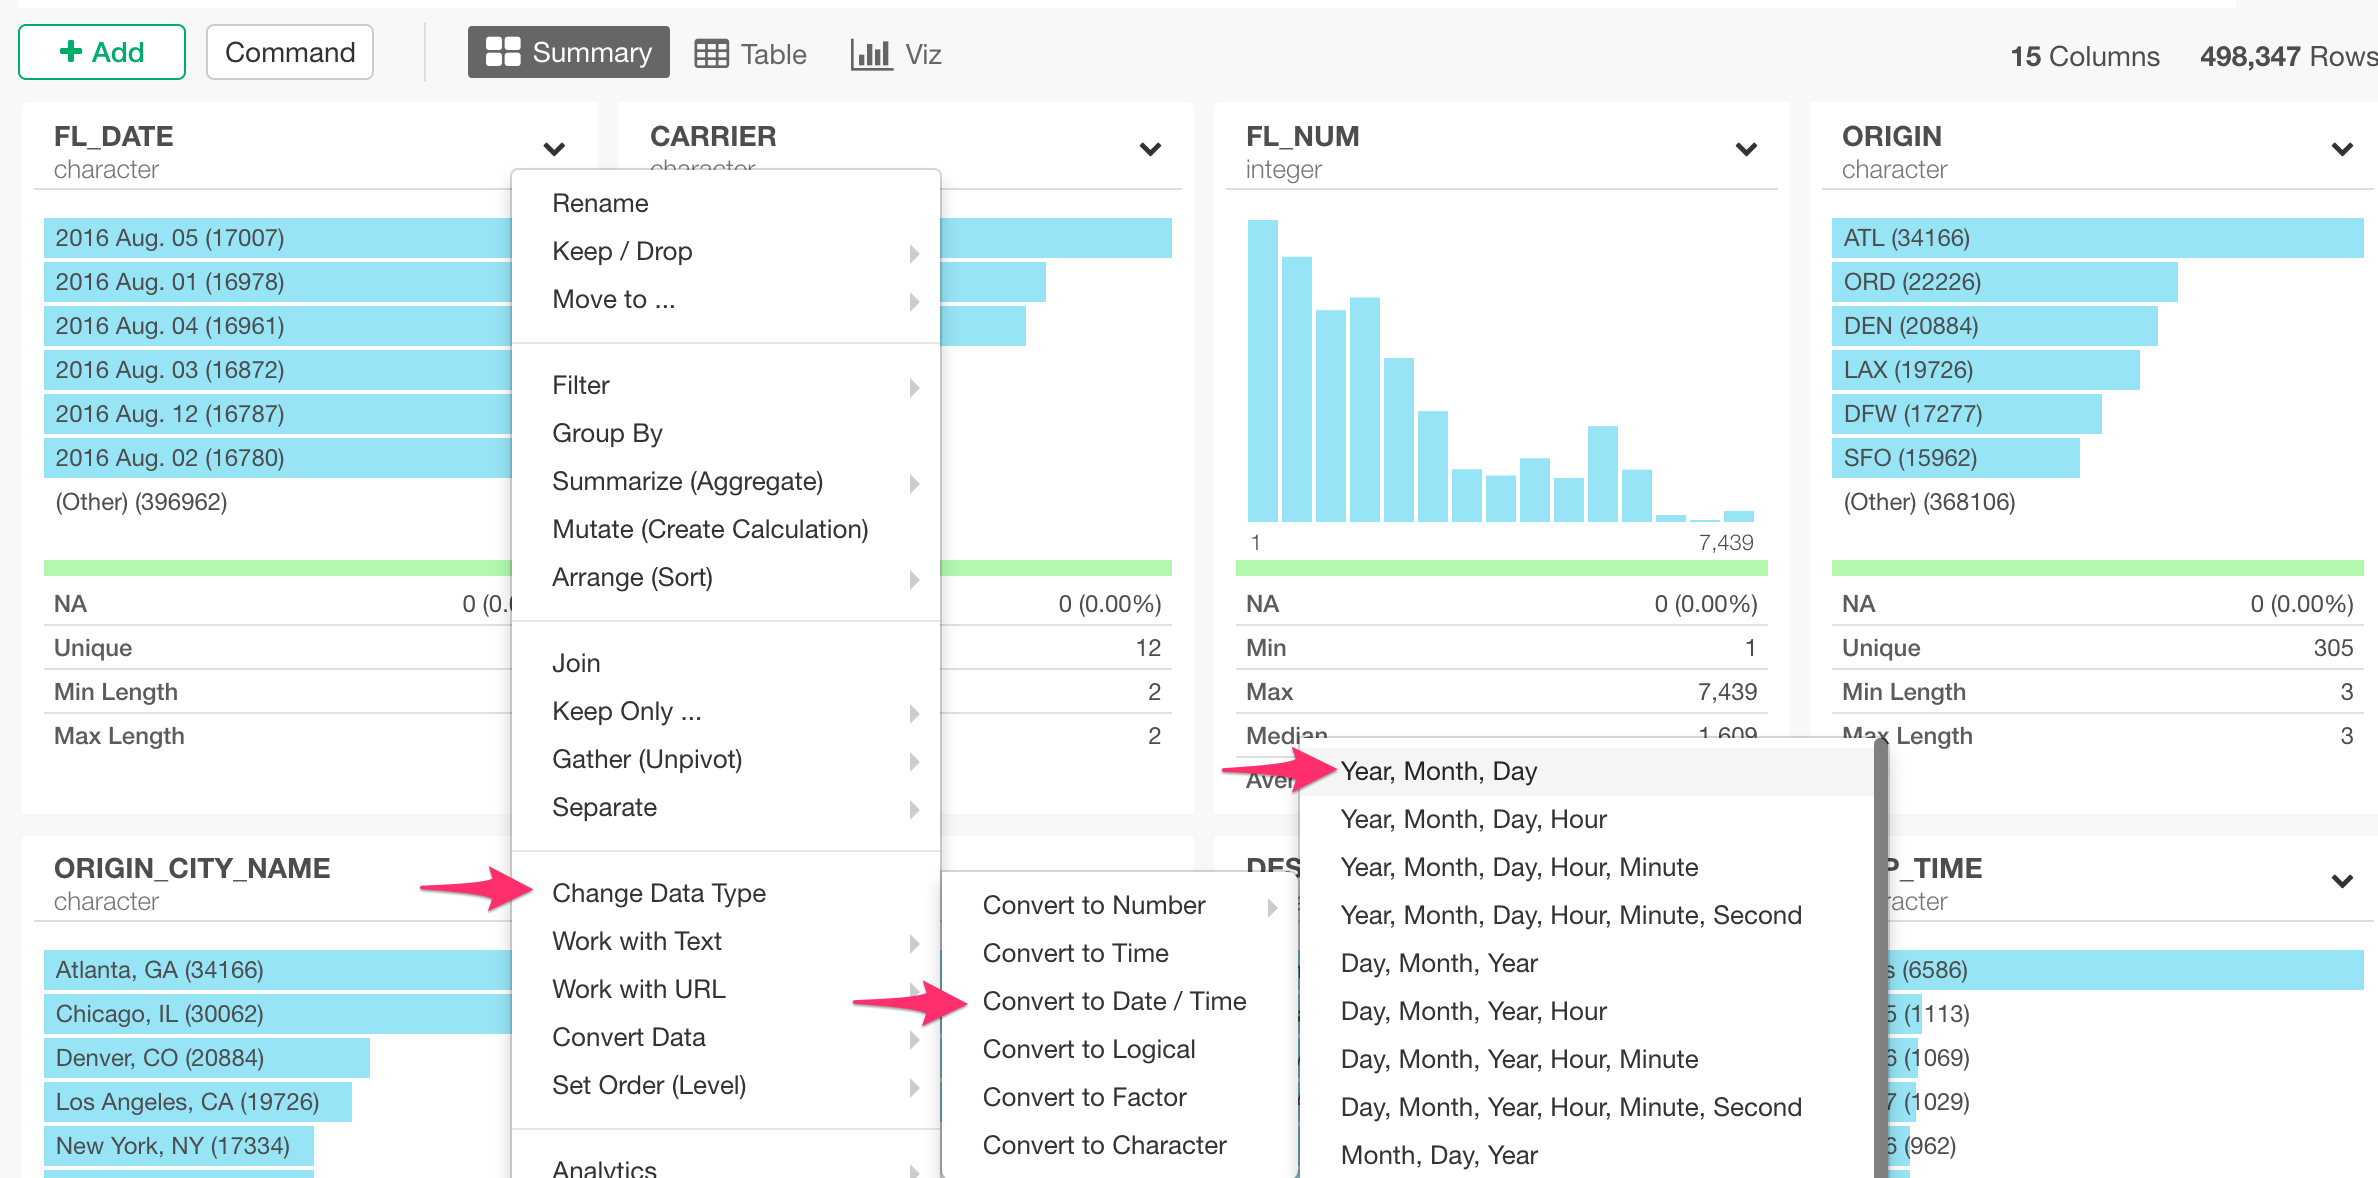 + Add
Command
Summary
Table
Viz
15 Columns
498,347 Rows
FL_DATE
character
2016 Aug. 05 (17007)
2016 Aug. 01 (16978)
2016 Aug. 04 (16961)
2016 Aug. 03 (16872)
2016 Aug. 12 (16787)
2016 Aug. 02 (16780)
(Other) (396962)
NA 0 (0.0
Unique
Min Length
Max Length
CARRIER
character
0 (0.00%)
12
2
2
FL_NUM
integer
1 7,439
NA 0 (0.00%)
Min 1
Max 7,439
Median 1,609
Aver
ORIGIN
character
ATL (34166)
ORD (22226)
DEN (20884)
LAX (19726)
DFW (17277)
SFO (15962)
(Other) (368106)
NA 0 (0.00%)
Unique 305
Min Length 3
Max Length 3
Rename
Keep / Drop
Move to ...
Filter
Group By
Summarize (Aggregate)
Mutate (Create Calculation)
Arrange (Sort)
Join
Keep Only ...
Gather (Unpivot)
Separate
Change Data Type
Work with Text
Work with URL
Convert Data
Set Order (Level)
Analytics
Convert to Number
Convert to Time
Convert to Date / Time
Convert to Logical
Convert to Factor
Convert to Character
Year, Month, Day
Year, Month, Day, Hour
Year, Month, Day, Hour, Minute
Year, Month, Day, Hour, Minute, Second
Day, Month, Year
Day, Month, Year, Hour
Day, Month, Year, Hour, Minute
Day, Month, Year, Hour, Minute, Second
Month, Day, Year
ORIGIN_CITY_NAME
character
Atlanta, GA (34166)
Chicago, IL (30062)
Denver, CO (20884)
Los Angeles, CA (19726)
New York, NY (17334)
DES
P_TIME
racter
s (6586)
5 (1113)
6 (1069)
7 (1029)
6 (962)